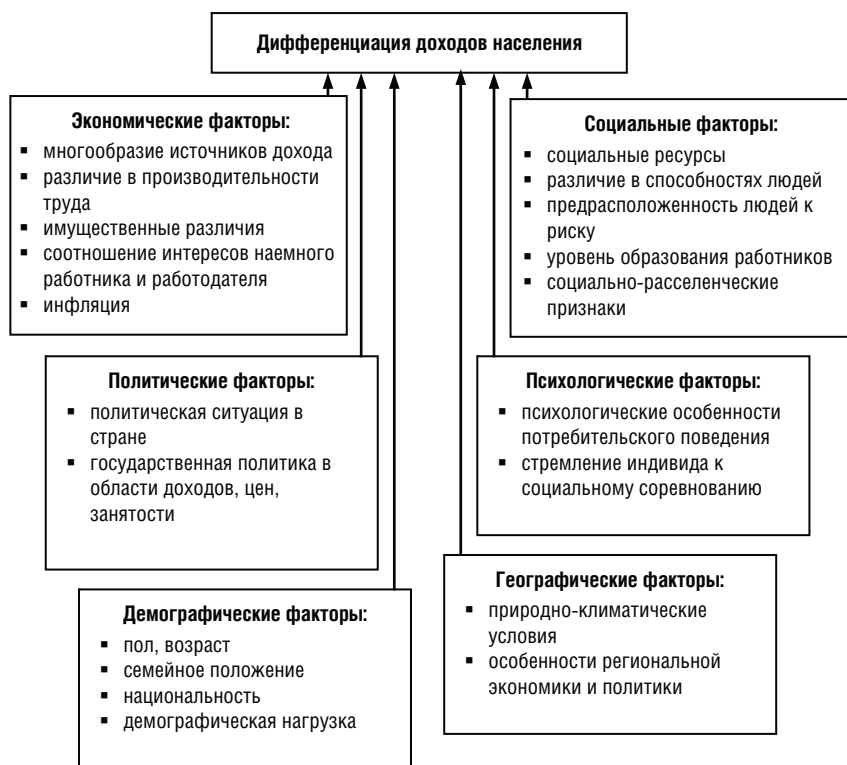 Дифференциация доходов населения
Экономические факторы:
▪ многообразие источников дохода
▪ различие в производительности
труда
▪ имущественные различия
▪ соотношение интересов наемного
работника и работодателя
▪ инфляция
Социальные факторы:
▪ социальные ресурсы
▪ различие в способностях людей
▪ предрасположенность людей к
риску
▪ уровень образования работников
▪ социально-расселенческие
признаки
Политические факторы:
▪ политическая ситуация в
стране
▪ государственная политика в
области доходов, цен,
занятости
Психологические факторы:
▪ психологические особенности
потребительского поведения
▪ стремление индивида к
социальному соревнованию
Демографические факторы:
▪ пол, возраст
▪ семейное положение
▪ национальность
▪ демографическая нагрузка
Географические факторы:
▪ природно-климатические
условия
▪ особенности региональной
экономики и политики